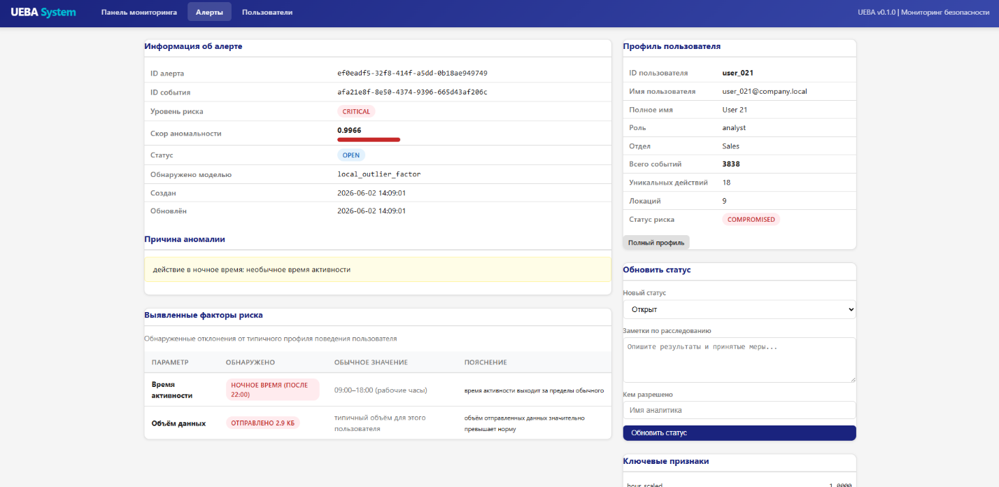 UEBA System
Панель мониторинга
Алерты
Пользователи
UEBA v0.1.0 | Мониторинг безопасности
Информация об алерте
ID алерта ef0eadf5-32f8-414f-a5dd-0b18ae949749
ID события afa21e8f-8e50-4374-9396-665d43af206c
Уровень риска CRITICAL
Скор аномальности 0.9966
Статус OPEN
Обнаружено моделью local_outlier_factor
Создан 2026-06-02 14:09:01
Обновлён 2026-06-02 14:09:01
Причина аномалии
действие в ночное время; необычное время активности
Выявленные факторы риска
Обнаруженные отклонения от типичного профиля поведения пользователя
ПАРАМЕТР ОБНАРУЖЕНО ОБЫЧНОЕ ЗНАЧЕНИЕ ПОЯСНЕНИЕ
Время
активности
НОЧНОЕ ВРЕМЯ (ПОСЛЕ
22:00)
09:00–18:00 (рабочие часы)
время активности выходит за пределы обычного
Объём данных
ОТПРАВЛЕНО 2.9 КБ
типичный объём для этого
пользователя
объём отправленных данных значительно
превышает норму
Профиль пользователя
ID пользователя user_021
Имя пользователя user_021@company.local
Полное имя User 21
Роль analyst
Отдел Sales
Всего событий 3838
Уникальных действий 18
Локаций 9
Статус риска COMPROMISED
Полный профиль
Обновить статус
Новый статус
Открыт
Заметки по расследованию
Опишите результаты и принятые меры...
Кем разрешено
Имя аналитика
Обновить статус
Ключевые признаки
hour_scaled 1.0000